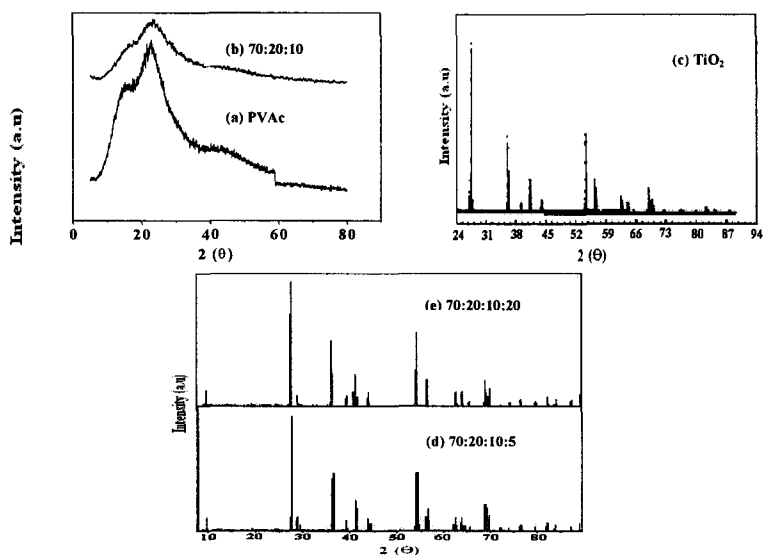 (b) 70:20:10
(a) PVAc
Intensity (a.u)
0 20 40 60 80
2 (θ)
(c) TiO₂
Intensity (a.u)
24 31 38 45 52 59 66 73 80 87 94
2 (Θ)
(e) 70:20:10:20
Intensity (a.u)
(d) 70:20:10:5
10 20 30 40 50 60 70 80
2 (Θ)